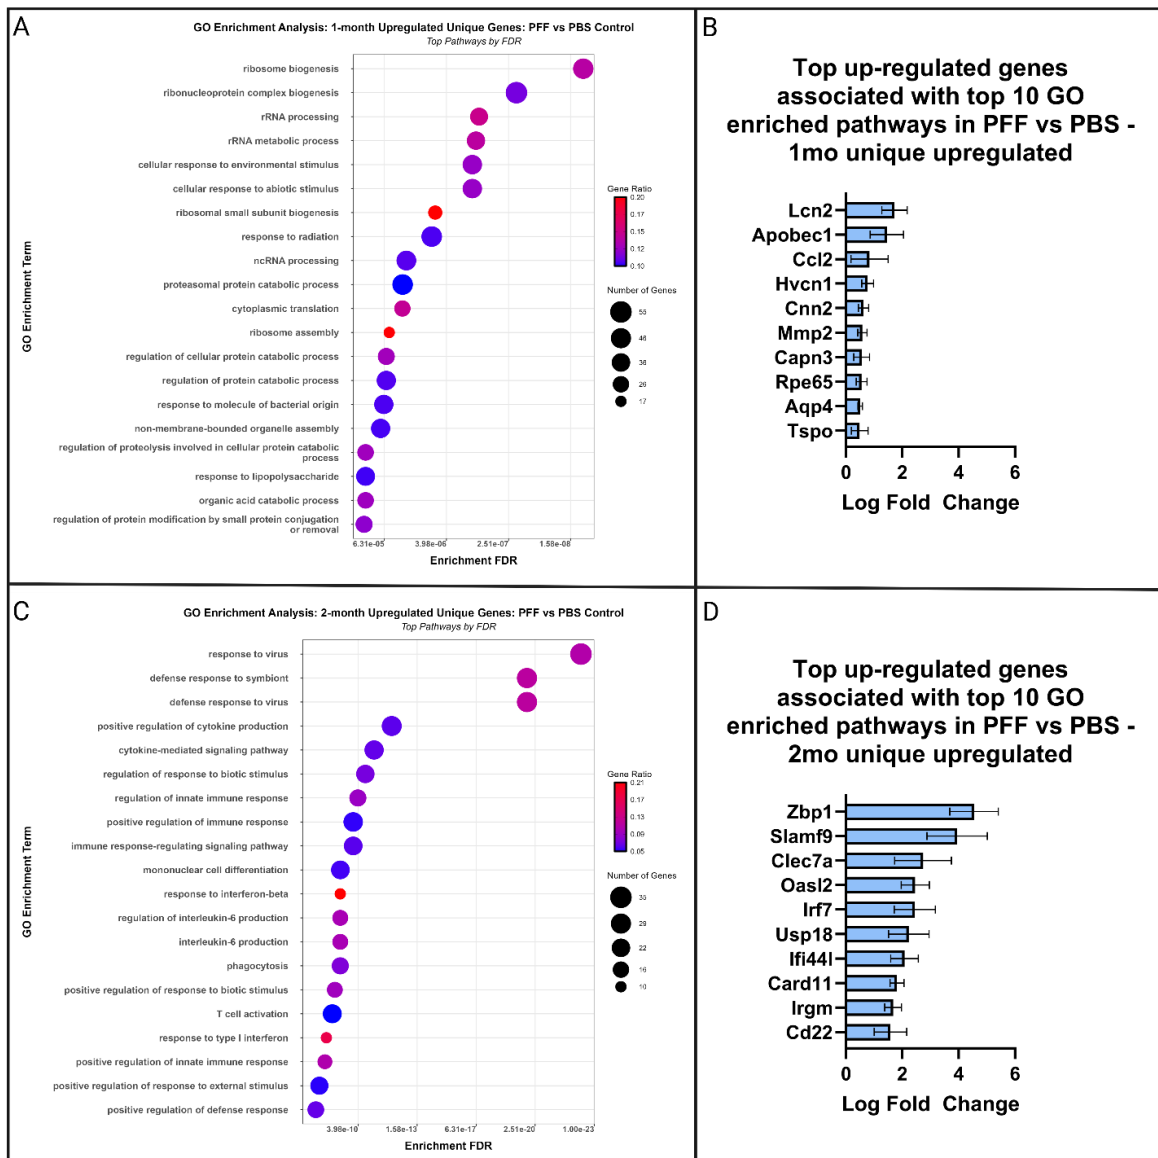 A
GO Enrichment Analysis: 1-month Upregulated Unique Genes: PFF vs PBS Control
Top Pathways by FDR
GO Enrichment Term
ribosome biogenesis
ribonucleoprotein complex biogenesis
rRNA processing
rRNA metabolic process
cellular response to environmental stimulus
cellular response to abiotic stimulus
ribosomal small subunit biogenesis
response to radiation
ncRNA processing
proteasomal protein catabolic process
cytoplasmic translation
ribosome assembly
regulation of cellular protein catabolic process
regulation of protein catabolic process
response to molecule of bacterial origin
non-membrane-bounded organelle assembly
regulation of proteolysis involved in cellular protein catabolic
process
response to lipopolysaccharide
organic acid catabolic process
regulation of protein modification by small protein conjugation
or removal
6.31e-05 3.98e-06 2.51e-07 1.58e-08
Enrichment FDR
Gene Ratio
0.20
0.17
0.15
0.12
0.10
Number of Genes
55
46
36
26
17
B
Top up-regulated genes
associated with top 10 GO
enriched pathways in PFF vs PBS -
1mo unique upregulated
Lcn2
Apobec1
Ccl2
Hvcn1
Cnn2
Mmp2
Capn3
Rpe65
Aqp4
Tspo
0 2 4 6
Log Fold Change
C
GO Enrichment Analysis: 2-month Upregulated Unique Genes: PFF vs PBS Control
Top Pathways by FDR
GO Enrichment Term
response to virus
defense response to symbiont
defense response to virus
positive regulation of cytokine production
cytokine-mediated signaling pathway
regulation of response to biotic stimulus
regulation of innate immune response
positive regulation of immune response
immune response-regulating signaling pathway
mononuclear cell differentiation
response to interferon-beta
regulation of interleukin-6 production
interleukin-6 production
phagocytosis
positive regulation of response to biotic stimulus
T cell activation
response to type I interferon
positive regulation of innate immune response
positive regulation of response to external stimulus
positive regulation of defense response
3.98e-10 1.58e-13 6.31e-17 2.51e-20 1.00e-23
Enrichment FDR
Gene Ratio
0.21
0.17
0.13
0.09
0.05
Number of Genes
35
29
22
16
10
D
Top up-regulated genes
associated with top 10 GO
enriched pathways in PFF vs PBS -
2mo unique upregulated
Zbp1
Slamf9
Clec7a
Oasl2
Irf7
Usp18
Ifi44l
Card11
Irgm
Cd22
0 2 4 6
Log Fold Change